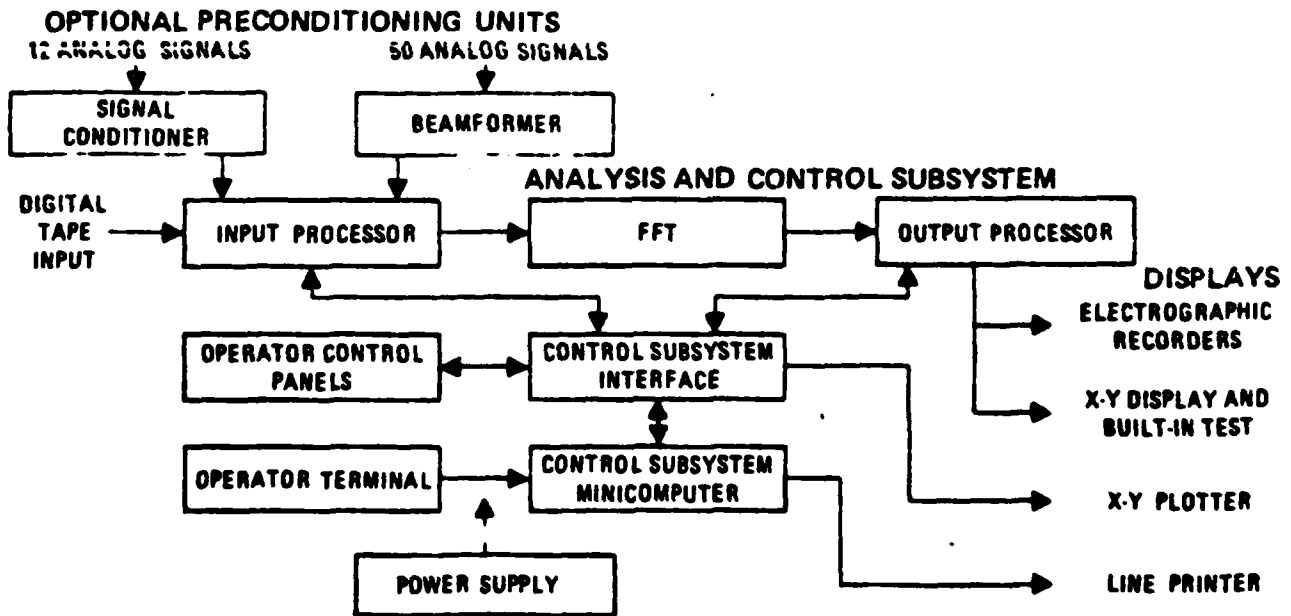 OPTIONAL PRECONDITIONING UNITS
12 ANALOG SIGNALS
50 ANALOG SIGNALS
SIGNAL
CONDITIONER
BEAMFORMER
ANALYSIS AND CONTROL SUBSYSTEM
DIGITAL
TAPE
INPUT
INPUT PROCESSOR
FFT
OUTPUT PROCESSOR
DISPLAYS
ELECTROGRAPHIC
RECORDERS
OPERATOR CONTROL
PANELS
CONTROL SUBSYSTEM
INTERFACE
X-Y DISPLAY AND
BUILT-IN TEST
OPERATOR TERMINAL
CONTROL SUBSYSTEM
MINICOMPUTER
X-Y PLOTTER
POWER SUPPLY
LINE PRINTER